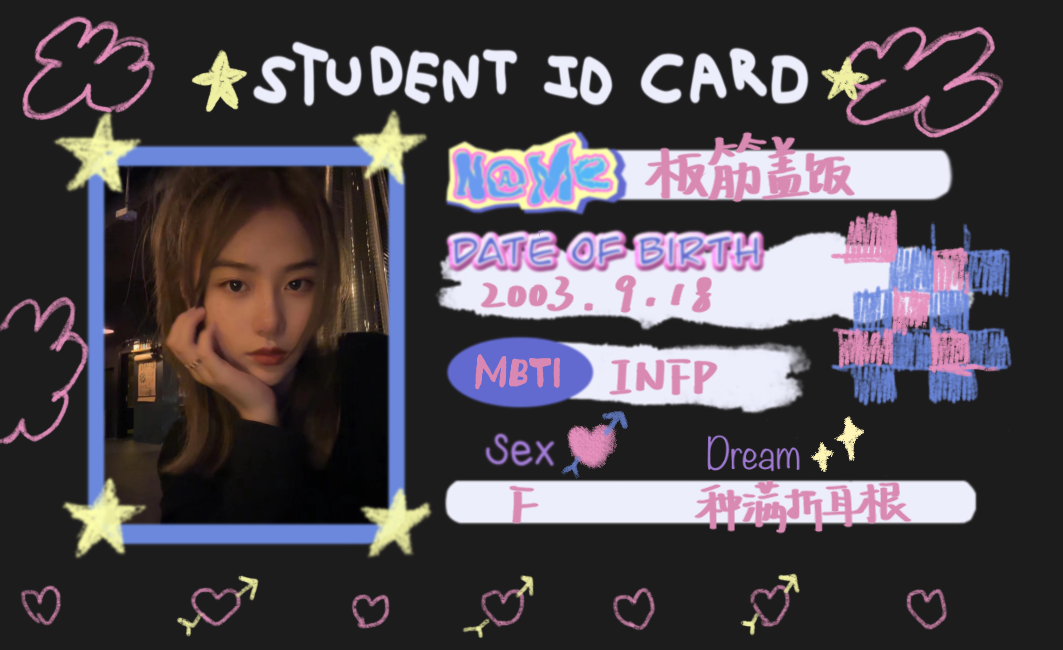 STUDENT ID CARD
N@Me 板筋盖饭
DATE OF BIRTH
2003.9.18
MBTI INFP
Sex Dream
F 种满折耳根